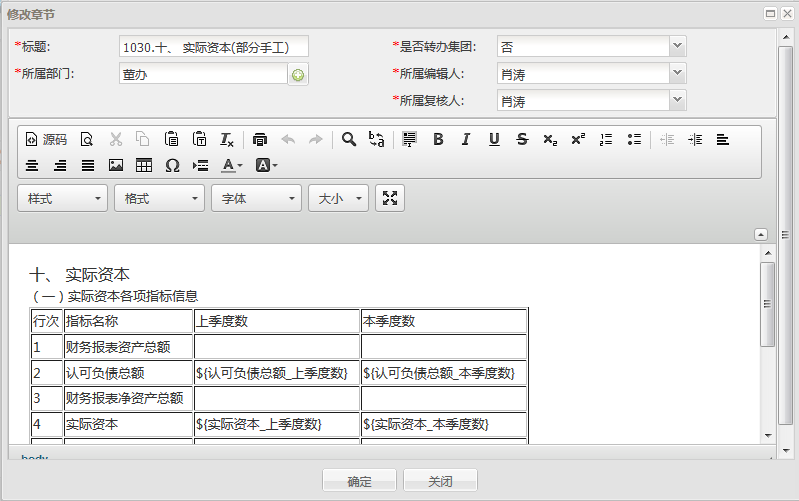 修改章节
*标题: 1030.十、 实际资本(部分手工) *是否转办集团: 否
*所属部门: 董办 *所属编辑人: 肖涛
*所属复核人: 肖涛
源码
样式 格式 字体 大小
十、 实际资本
（一）实际资本各项指标信息
行次 指标名称 上季度数 本季度数
1 财务报表资产总额
2 认可负债总额 ${认可负债总额_上季度数} ${认可负债总额_本季度数}
3 财务报表净资产总额
4 实际资本 ${实际资本_上季度数} ${实际资本_本季度数}
body
确定 关闭